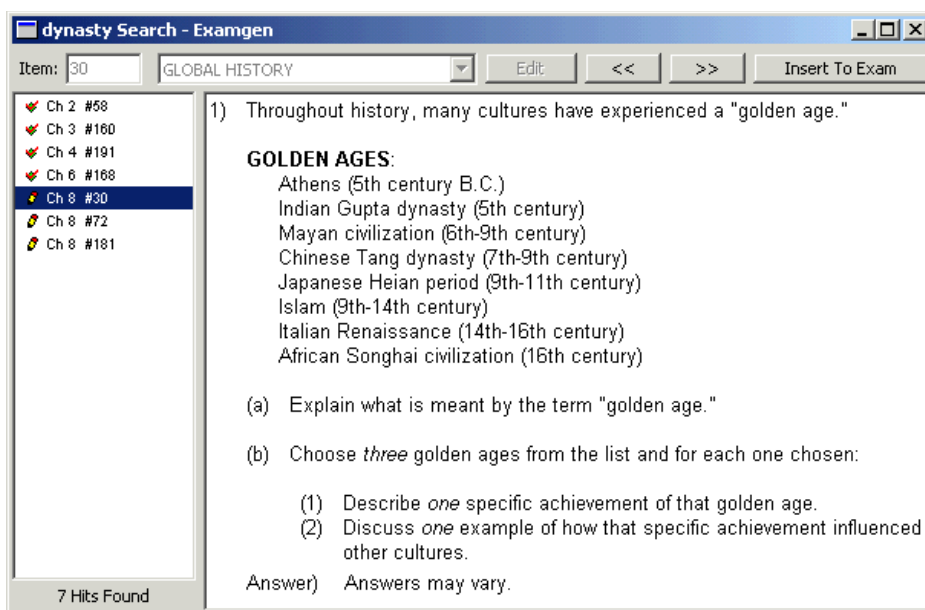 dynasty Search - Examgen
Item: 30 GLOBAL HISTORY Edit << >> Insert To Exam
Ch 2 #58
Ch 3 #160
Ch 4 #191
Ch 6 #168
Ch 8 #30
Ch 8 #72
Ch 8 #181
7 Hits Found
1) Throughout history, many cultures have experienced a "golden age."
GOLDEN AGES:
Athens (5th century B.C.)
Indian Gupta dynasty (5th century)
Mayan civilization (6th-9th century)
Chinese Tang dynasty (7th-9th century)
Japanese Heian period (9th-11th century)
Islam (9th-14th century)
Italian Renaissance (14th-16th century)
African Songhai civilization (16th century)
(a) Explain what is meant by the term "golden age."
(b) Choose three golden ages from the list and for each one chosen:
(1) Describe one specific achievement of that golden age.
(2) Discuss one example of how that specific achievement influenced
other cultures.
Answer) Answers may vary.